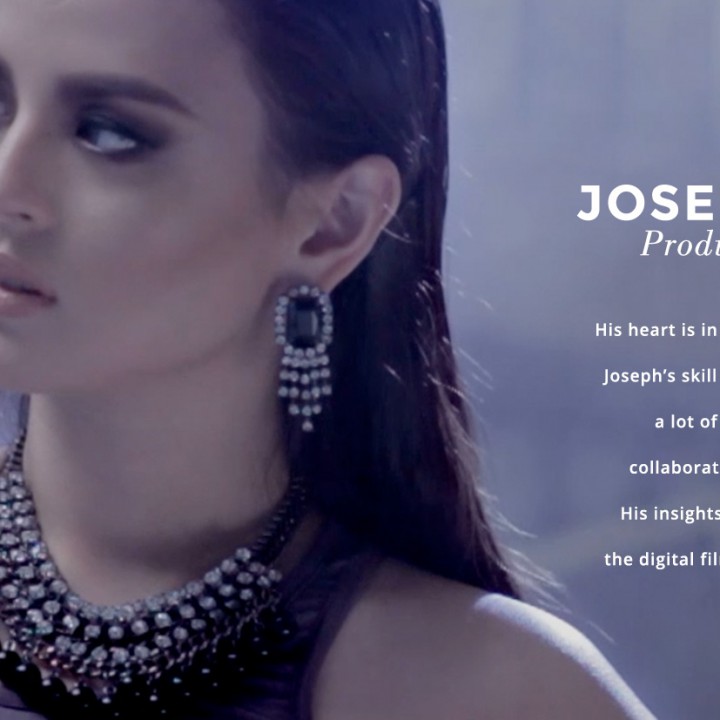 JOSE
Produ
His heart is in
Joseph’s skill
a lot of
collaborat
His insights
the digital fil